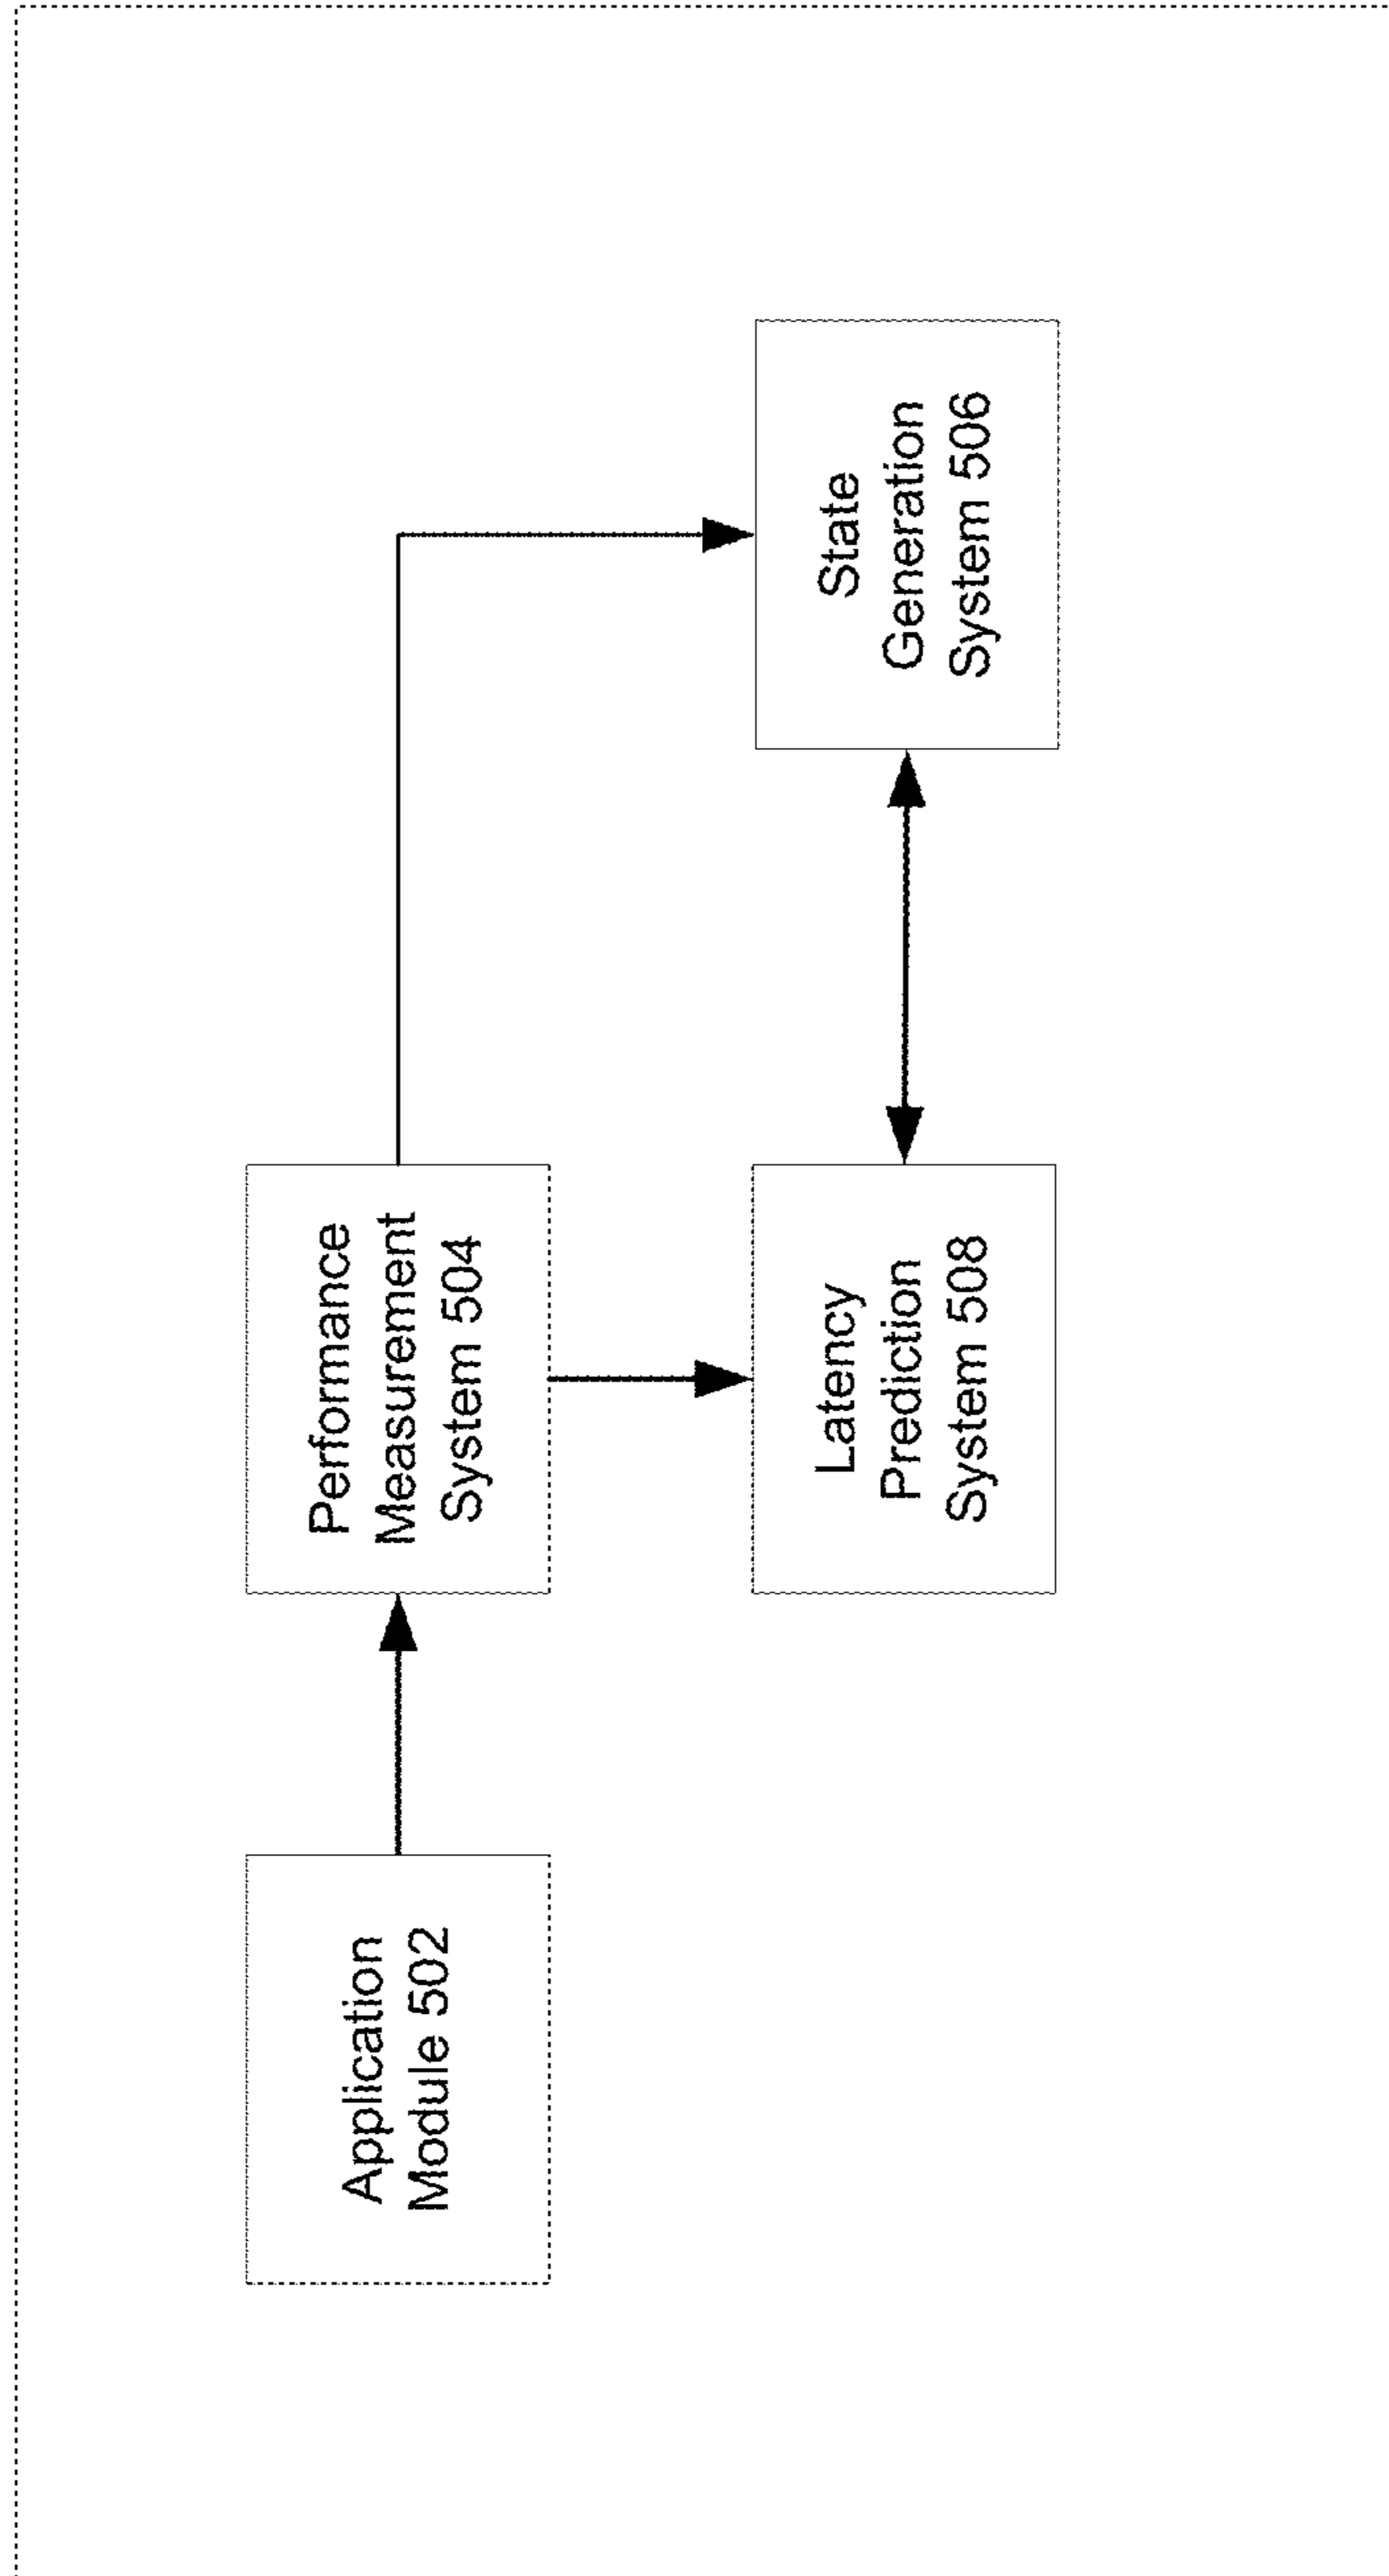 Application
Module 502
Performance
Measurement
System 504
State
Generation
System 506
Latency
Prediction
System 508